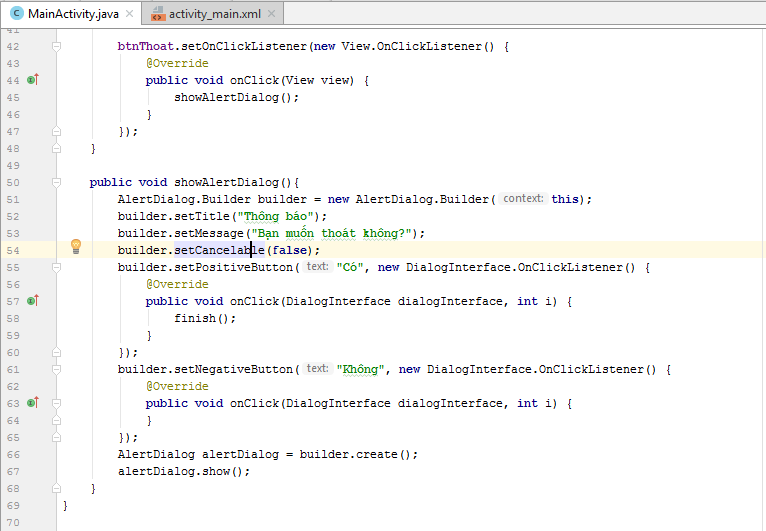 MainActivity.java × activity_main.xml ×
41
42 btnThoat.setOnClickListener(new View.OnClickListener() {
43 @Override
44 public void onClick(View view) {
45 showAlertDialog();
46 }
47 });
48 }
49
50 public void showAlertDialog(){
51 AlertDialog.Builder builder = new AlertDialog.Builder( context: this);
52 builder.setTitle("Thông báo");
53 builder.setMessage("Bạn muốn thoát không?");
54 builder.setCancelable(false);
55 builder.setPositiveButton( text: "Có", new DialogInterface.OnClickListener() {
56 @Override
57 public void onClick(DialogInterface dialogInterface, int i) {
58 finish();
59 }
60 });
61 builder.setNegativeButton( text: "Không", new DialogInterface.OnClickListener() {
62 @Override
63 public void onClick(DialogInterface dialogInterface, int i) {
64 }
65 });
66 AlertDialog alertDialog = builder.create();
67 alertDialog.show();
68 }
69 }
70